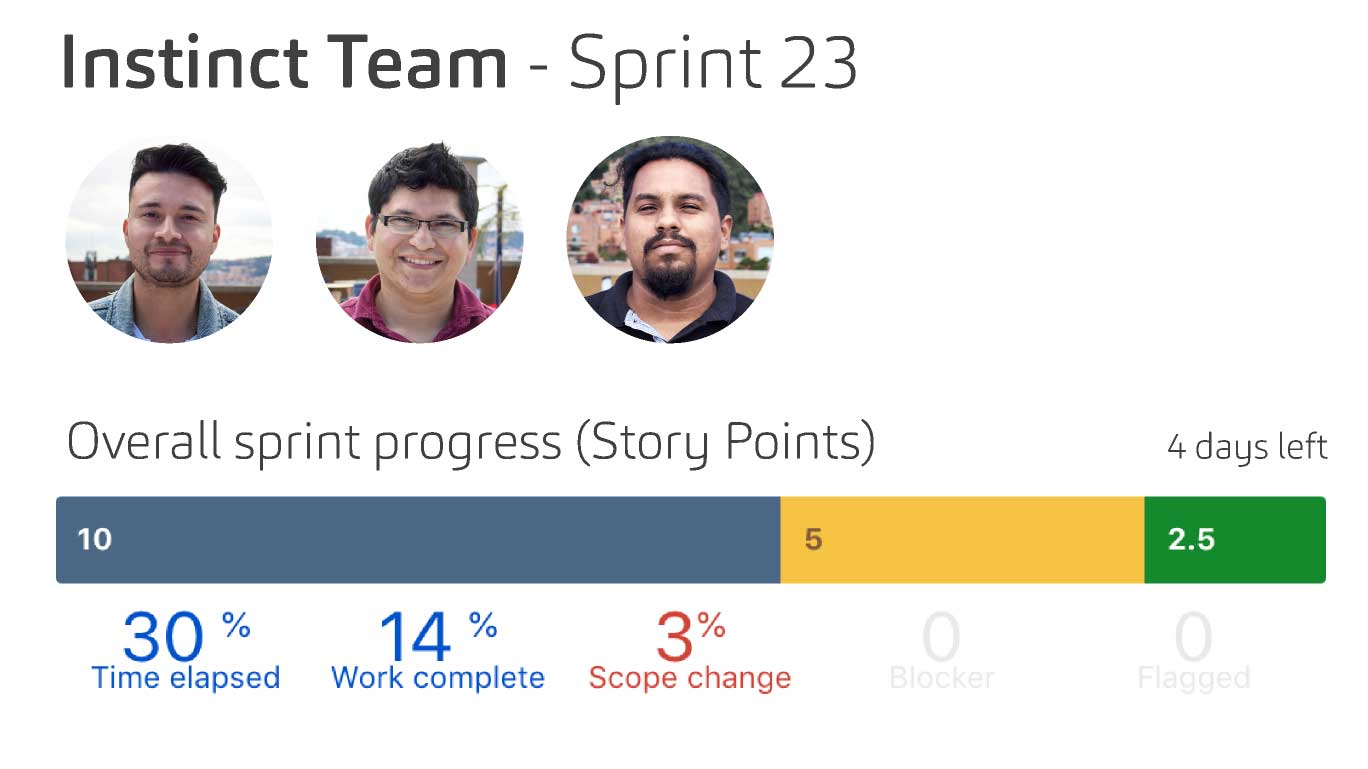 Instinct Team - Sprint 23
Overall sprint progress (Story Points)
4 days left
10 5 2.5
30 % 14 % 3% 0 0
Time elapsed Work complete Scope change Blocker Flagged